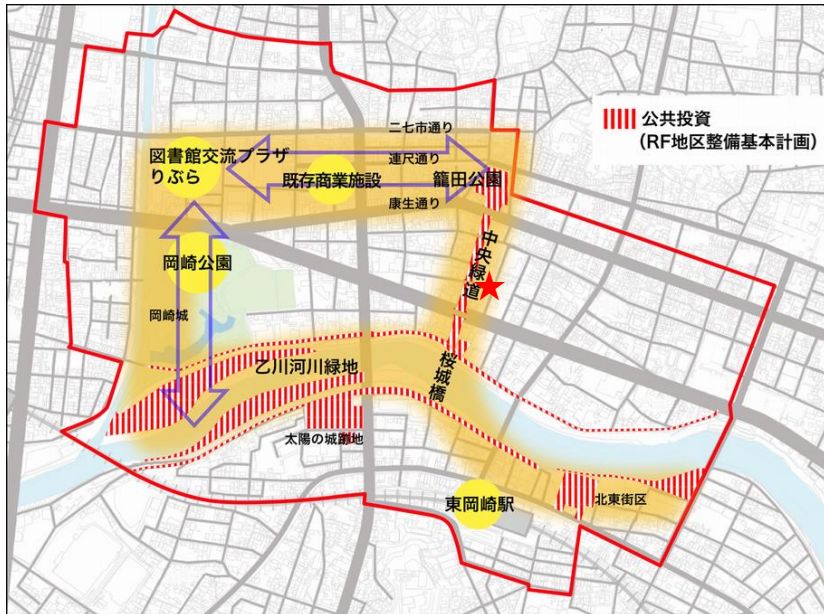 公共投資
(RF地区整備基本計画)
二七市通り
図書館交流プラザ
りぶら
連尺通り
既存商業施設
籠田公園
康生通り
中央緑道
岡崎公園
岡崎城
乙川河川緑地
桜城橋
太陽の城跡地
東岡崎駅
北東街区